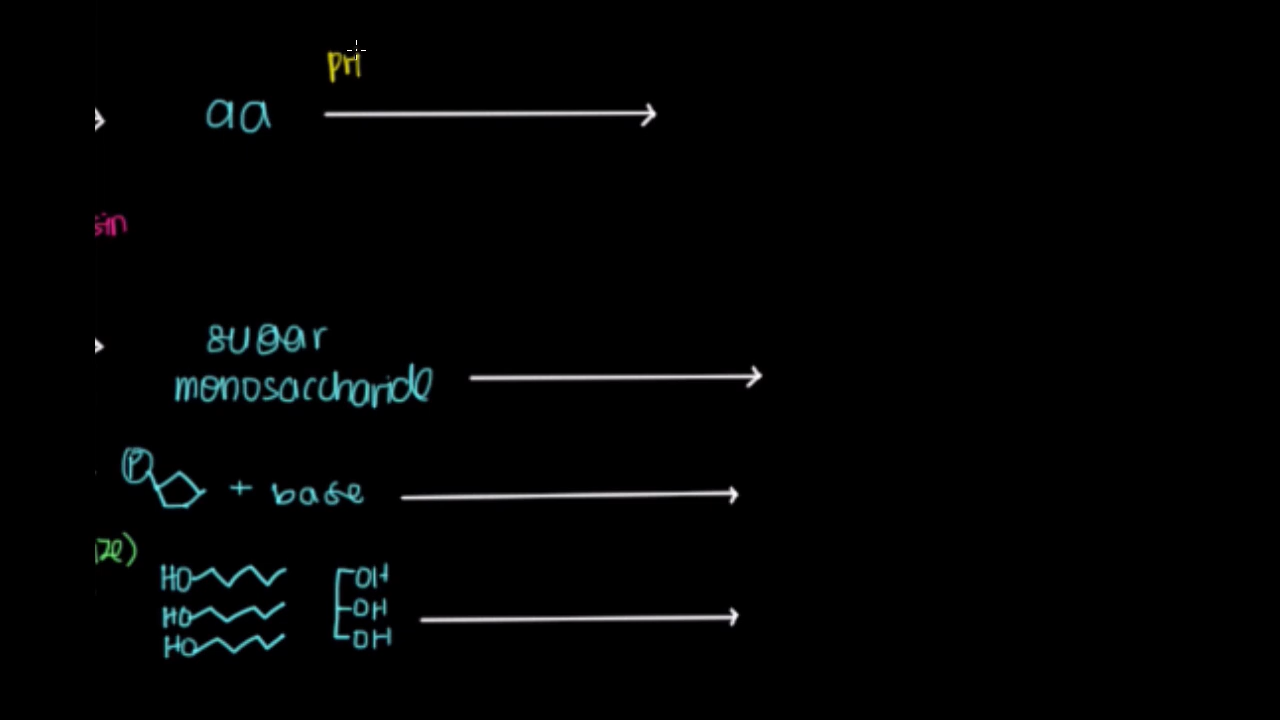 aa
pri
sin
sugar
monosaccharide
P + base
ze)
HO OH
HO OH
HO OH